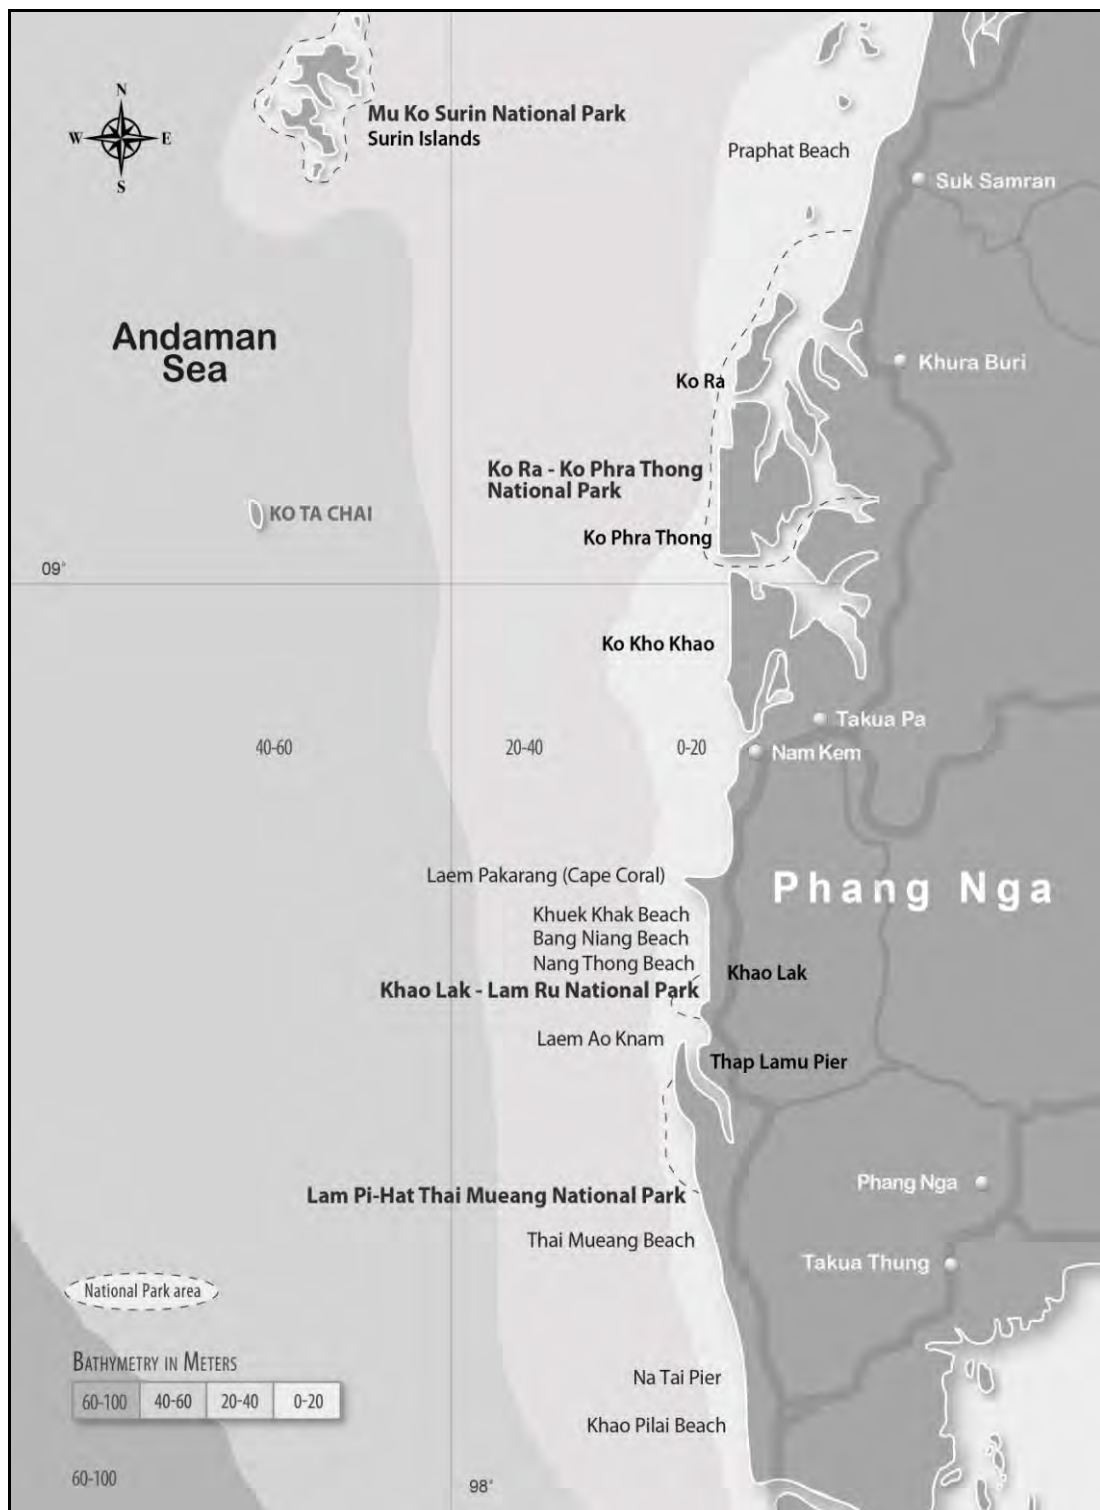 N
W E
S
Mu Ko Surin National Park
Surin Islands
Praphat Beach
Suk Samran
Andaman
Sea
Khura Buri
Ko Ra
Ko Ra - Ko Phra Thong
National Park
KO TA CHAI
Ko Phra Thong
09°
Ko Kho Khao
Takua Pa
40-60
20-40
0-20
Nam Kem
Laem Pakarang (Cape Coral)
Phang Nga
Khuek Khak Beach
Bang Niang Beach
Nang Thong Beach
Khao Lak
Khao Lak - Lam Ru National Park
Laem Ao Knam
Thap Lamu Pier
Phang Nga
Lam Pi-Hat Thai Mueang National Park
Thai Mueang Beach
Takua Thung
National Park area
BATHYMETRY IN METERS
60-100 40-60 20-40 0-20
Na Tai Pier
Khao Pilai Beach
60-100
98°